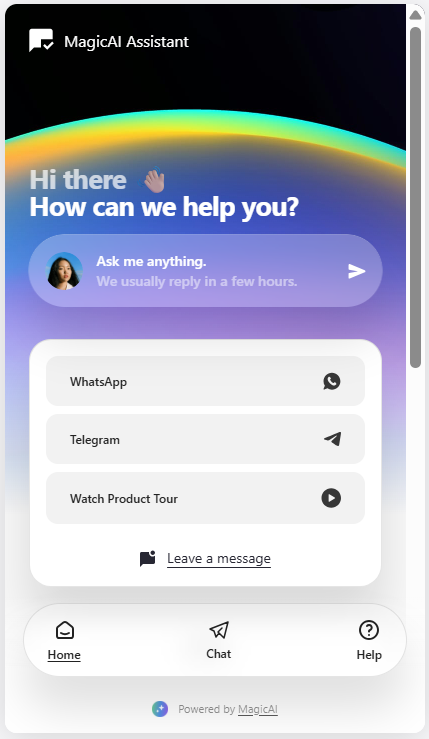 MagicAI Assistant
Hi there 👋🏽
How can we help you?
Ask me anything.
We usually reply in a few hours.
WhatsApp
Telegram
Watch Product Tour
Leave a message
Home
Chat
Help
Powered by MagicAI